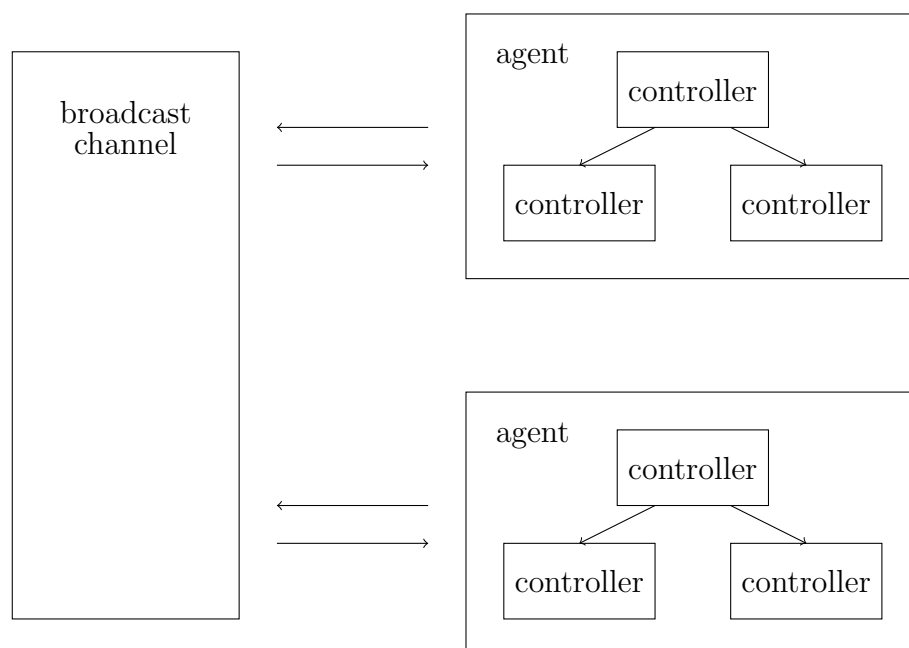 broadcast
channel
agent
controller
controller
controller
agent
controller
controller
controller